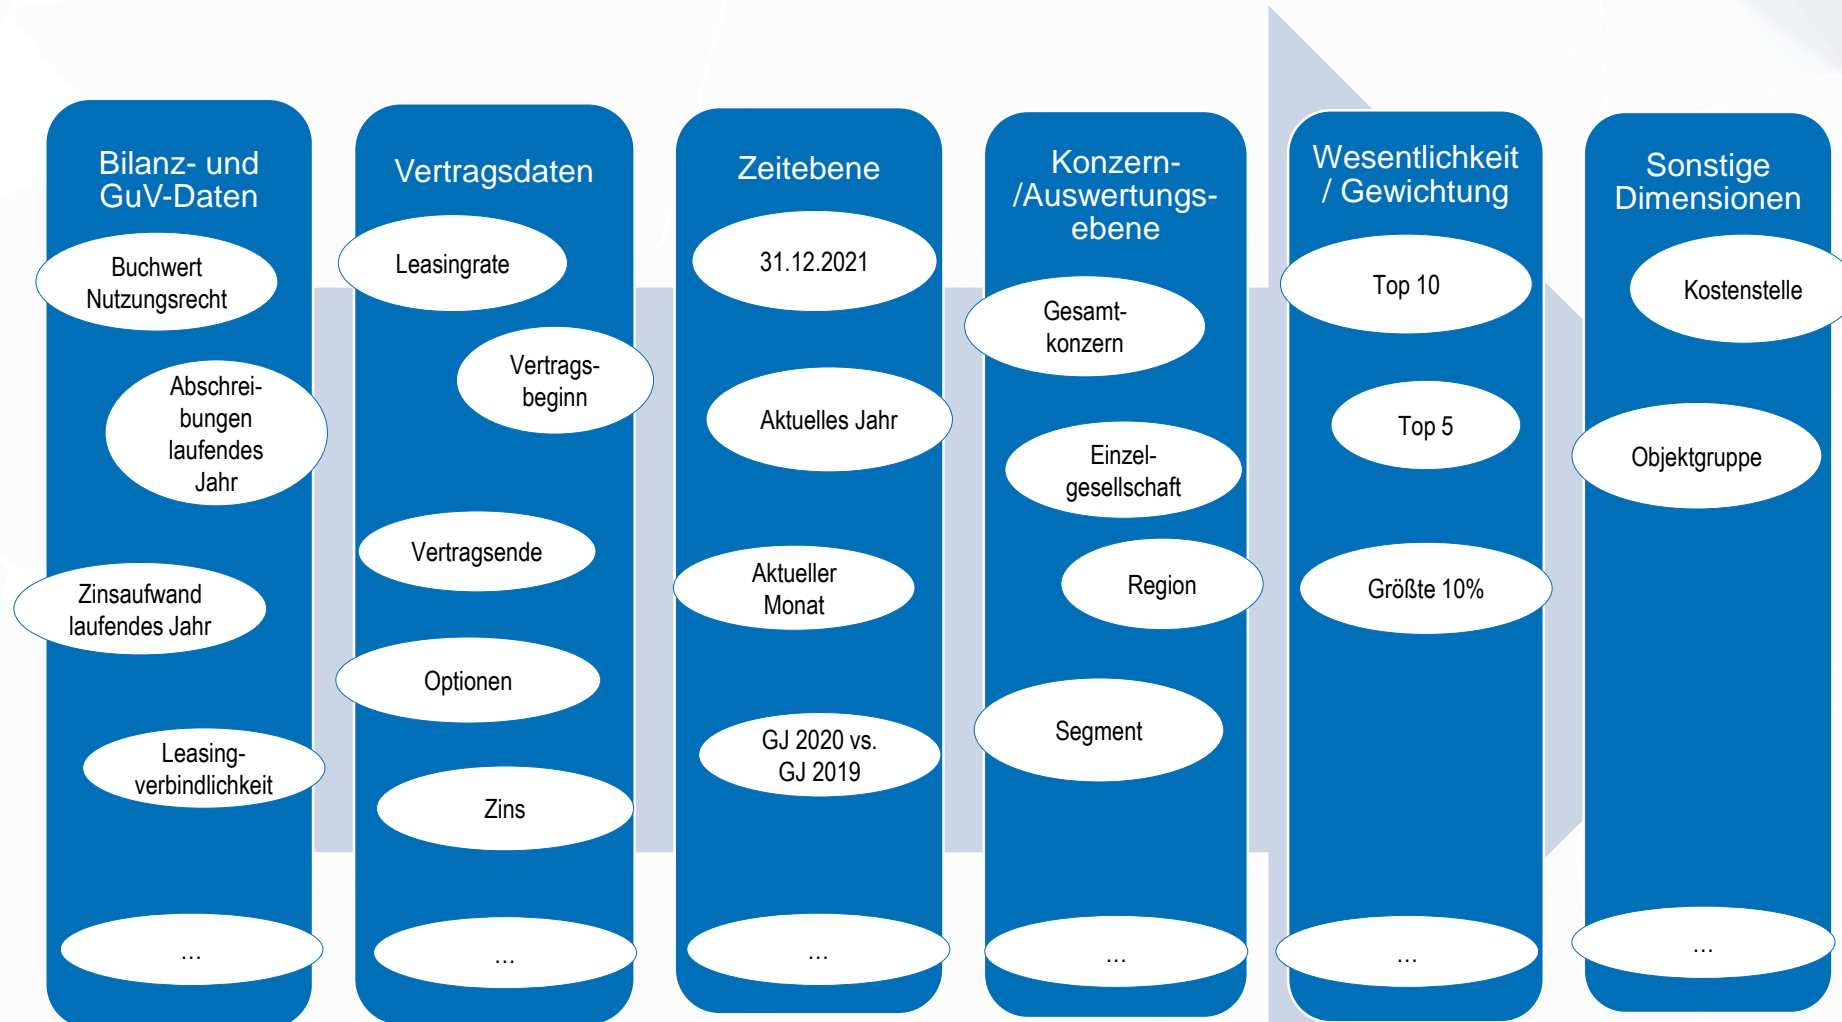 Bilanz- und
GuV-Daten
Buchwert
Nutzungsrecht
Abschrei-
bungen
laufendes
Jahr
Zinsaufwand
laufendes Jahr
Leasing-
verbindlichkeit
…
Vertragsdaten
Leasingrate
Vertrags-
beginn
Vertragsende
Optionen
Zins
…
Zeitebene
31.12.2021
Aktuelles Jahr
Aktueller
Monat
GJ 2020 vs.
GJ 2019
…
Konzern-
/Auswertungs-
ebene
Gesamt-
konzern
Einzel-
gesellschaft
Region
Segment
…
Wesentlichkeit
/ Gewichtung
Top 10
Top 5
Größte 10%
…
Sonstige
Dimensionen
Kostenstelle
Objektgruppe
…